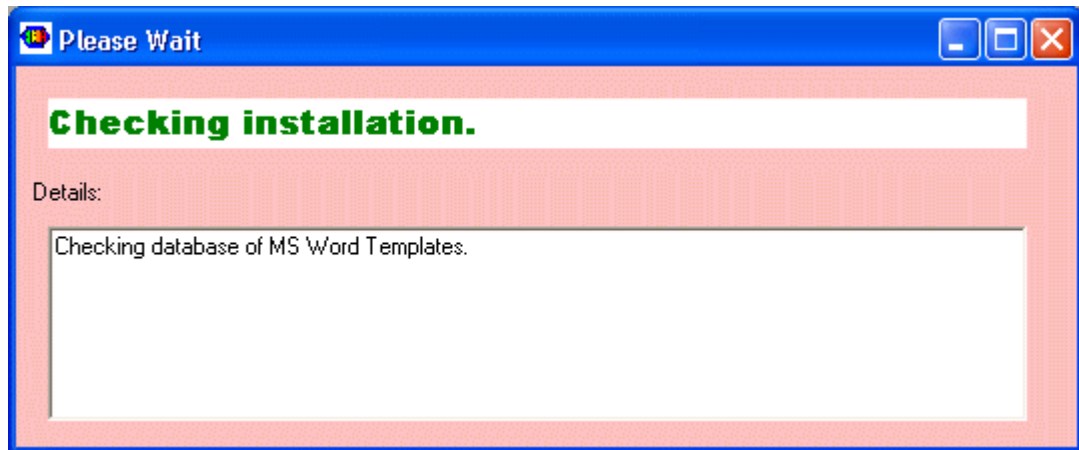 Please Wait
Checking installation.
Details:
Checking database of MS Word Templates.